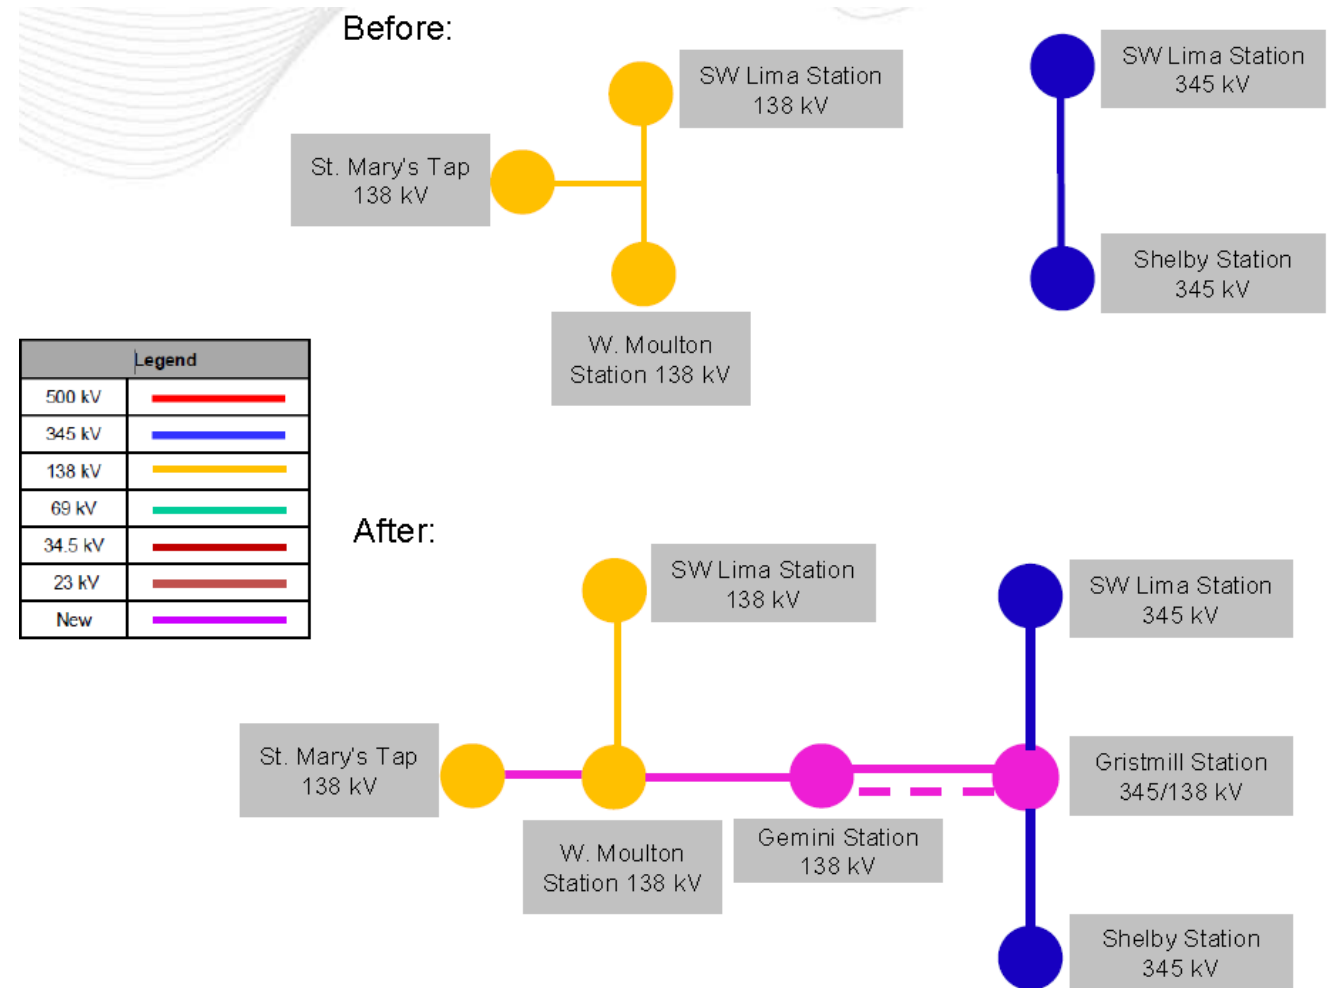 Before:
SW Lima Station
138 kV
St. Mary's Tap
138 kV
W. Moulton
Station 138 kV
SW Lima Station
345 kV
Shelby Station
345 kV
Legend
500 kV
345 kV
138 kV
69 kV
34.5 kV
23 kV
New
After:
SW Lima Station
138 kV
St. Mary's Tap
138 kV
W. Moulton
Station 138 kV
Gemini Station
138 kV
SW Lima Station
345 kV
Gristmill Station
345/138 kV
Shelby Station
345 kV